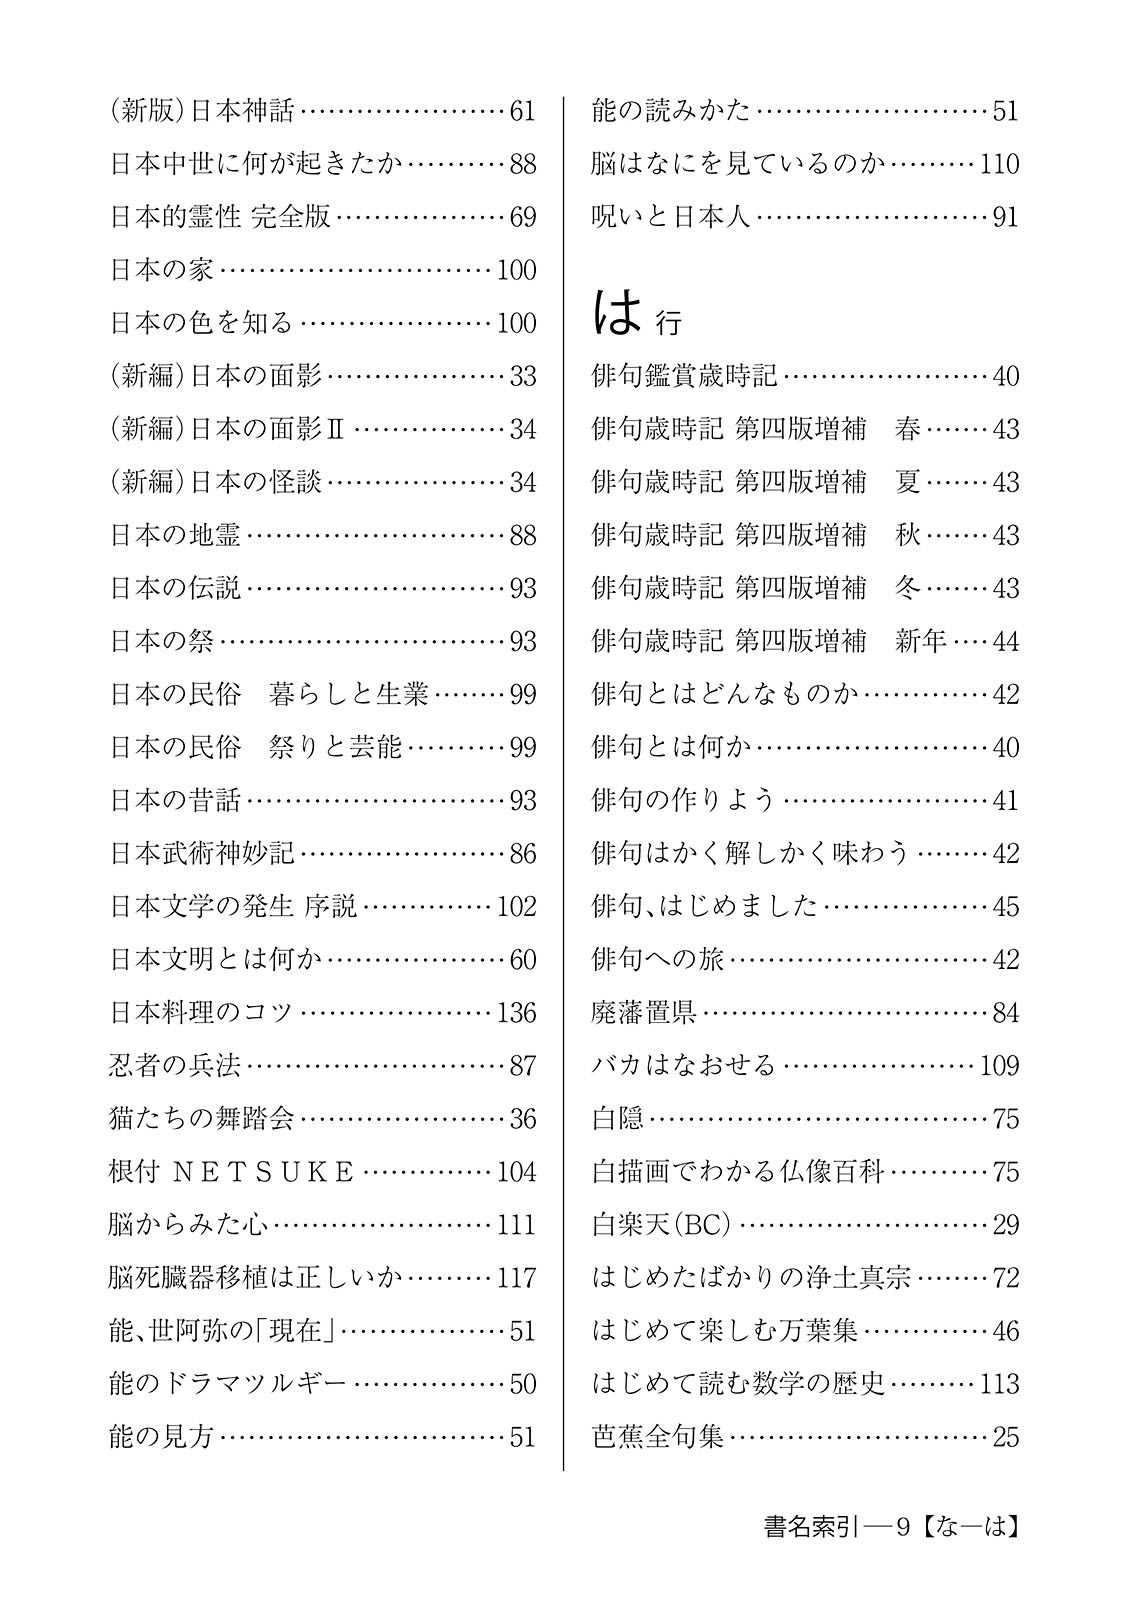 （新版）日本神話……………………61
日本中世に何が起きたか…………88
日本的霊性 完全版…………………69
日本の家……………………………100
日本の色を知る……………………100
（新編）日本の面影…………………33
（新編）日本の面影Ⅱ………………34
（新編）日本の怪談…………………34
日本の地霊…………………………88
日本の伝説…………………………93
日本の祭……………………………93
日本の民俗　暮らしと生業………99
日本の民俗　祭りと芸能…………99
日本の昔話…………………………93
日本武術神妙記……………………86
日本文学の発生 序説……………102
日本文明とは何か…………………60
日本料理のコツ……………………136
忍者の兵法…………………………87
猫たちの舞踏会……………………36
根付 ＮＥＴＳＵＫＥ……………104
脳からみた心………………………111
脳死臓器移植は正しいか…………117
能、世阿弥の「現在」………………51
能のドラマツルギー………………50
能の見方……………………………51
能の読みかた………………………51
脳はなにを見ているのか…………110
呪いと日本人………………………91
は 行
俳句鑑賞歳時記……………………40
俳句歳時記 第四版増補　春………43
俳句歳時記 第四版増補　夏………43
俳句歳時記 第四版増補　秋………43
俳句歳時記 第四版増補　冬………43
俳句歳時記 第四版増補　新年……44
俳句とはどんなものか……………42
俳句とは何か………………………40
俳句の作りよう……………………41
俳句はかく解しかく味わう………42
俳句、はじめました…………………45
俳句への旅…………………………42
廃藩置県……………………………84
バカはなおせる……………………109
白隠…………………………………75
白描画でわかる仏像百科…………75
白楽天（BC）…………………………29
はじめたばかりの浄土真宗………72
はじめて楽しむ万葉集……………46
はじめて読む数学の歴史…………113
芭蕉全句集…………………………25
書名索引―9【な―は】